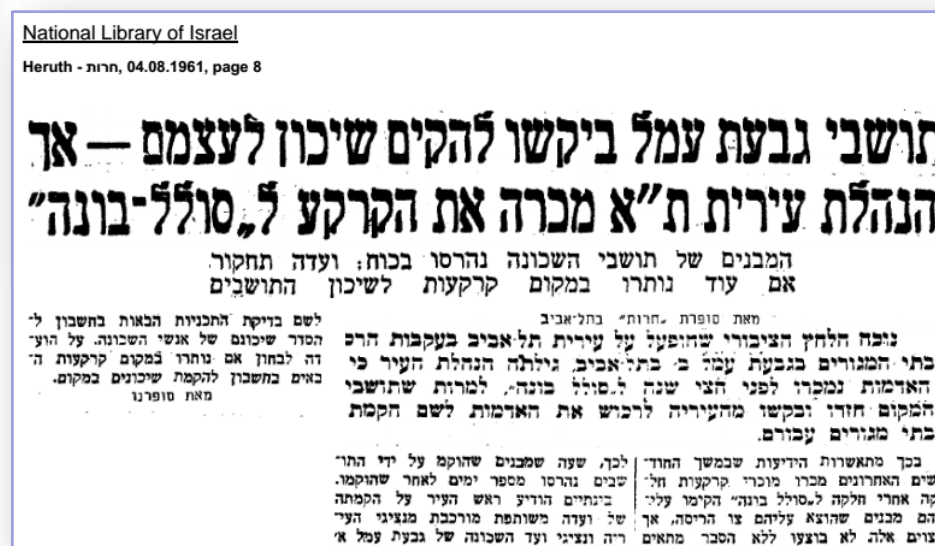 National Library of Israel
Heruth - חרות, 04.08.1961, page 8
תושבי גבעת עמל ביקשו להקים שיכון לעצמם — אך
הנהלת עירית ת״א מכרה את הקרקע ל„סולל-בונה״
המבנים של תושבי השכונה נהרסו בכוח; ועדה תחקור
אם עוד נותרו במקום קרקעות לשיכון התושבים
מאת סופרת „חרות״ בתל-אביב
נוכח הלחץ הציבורי שהופעל על עירית תל-אביב בעקבות הרס
בתי המגורים בגבעת עמל ב׳ בתל-אביב, גילתה הנהלת העיר כי
האדמות נמכרו לפני חצי שנה ל„סולל בונה״, למרות שתושבי
המקום חזרו ובקשו מהעיריה לרכוש את האדמות לשם הקמת
בתי מגורים עבורם.
בכך מתאשרות הידיעות שבמשך החוד-
שים האחרונים מכרו מוכרי קרקעות חל-
קה אחרי חלקה ל„סולל בונה״ הקימו עלי-
הם מבנים שהוצא עליהם צו הריסה, אך
צוים אלה לא בוצעו ללא הסבר מתאים
לכך, שעה שמבנים שהוקמו על ידי התו-
שבים נהרסו מספר ימים לאחר שהוקמו.
בינתיים הודיע ראש העיר על הקמתה
של ועדה משותפת מורכבת מנציגי העי-
ריה ונציגי ועד השכונה של גבעת עמל א׳
לשם בדיקת התכניות הבאות בחשבון ל-
הסדר שיכונם של אנשי השכונה. על הוע-
דה לבחון אם נותרו במקום קרקעות ה-
באים בחשבון להקמת שיכונים במקום.
מאת סופרנו